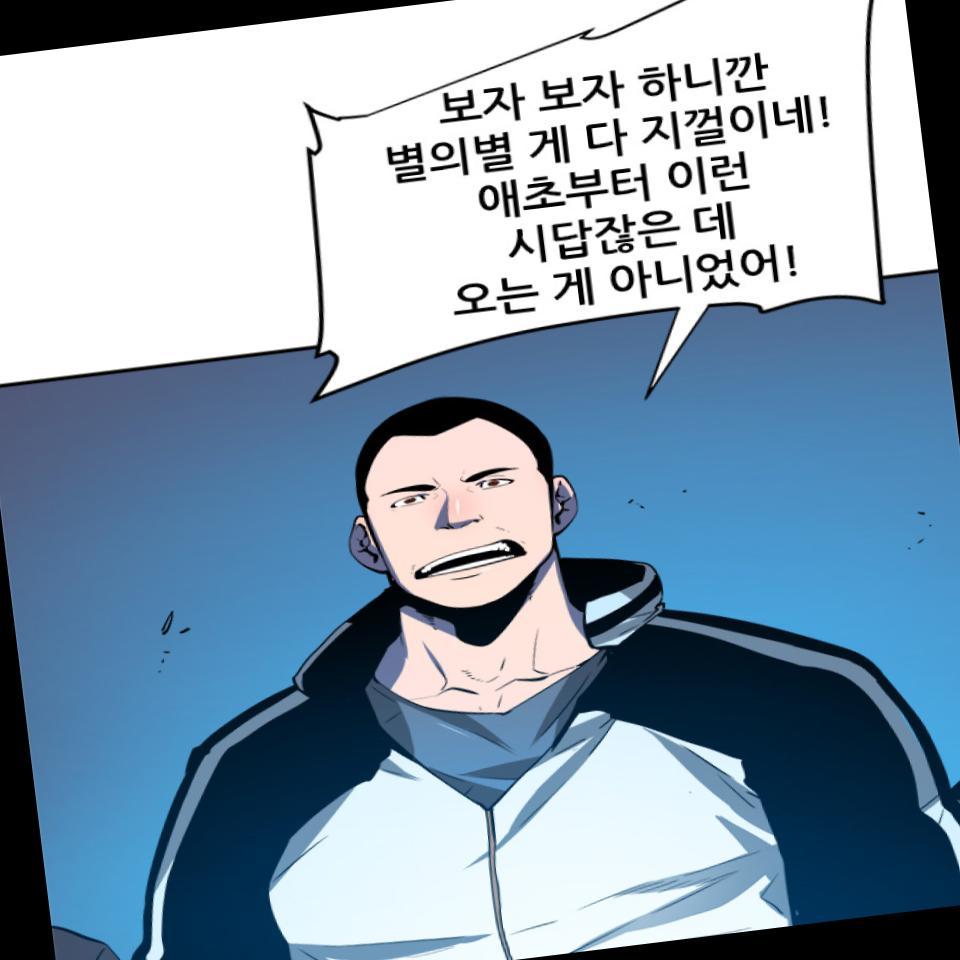 보자 보자 하니깐
별의별 게 다 지껄이네!
애초부터 이런
시답잖은 데
오는 게 아니었어!